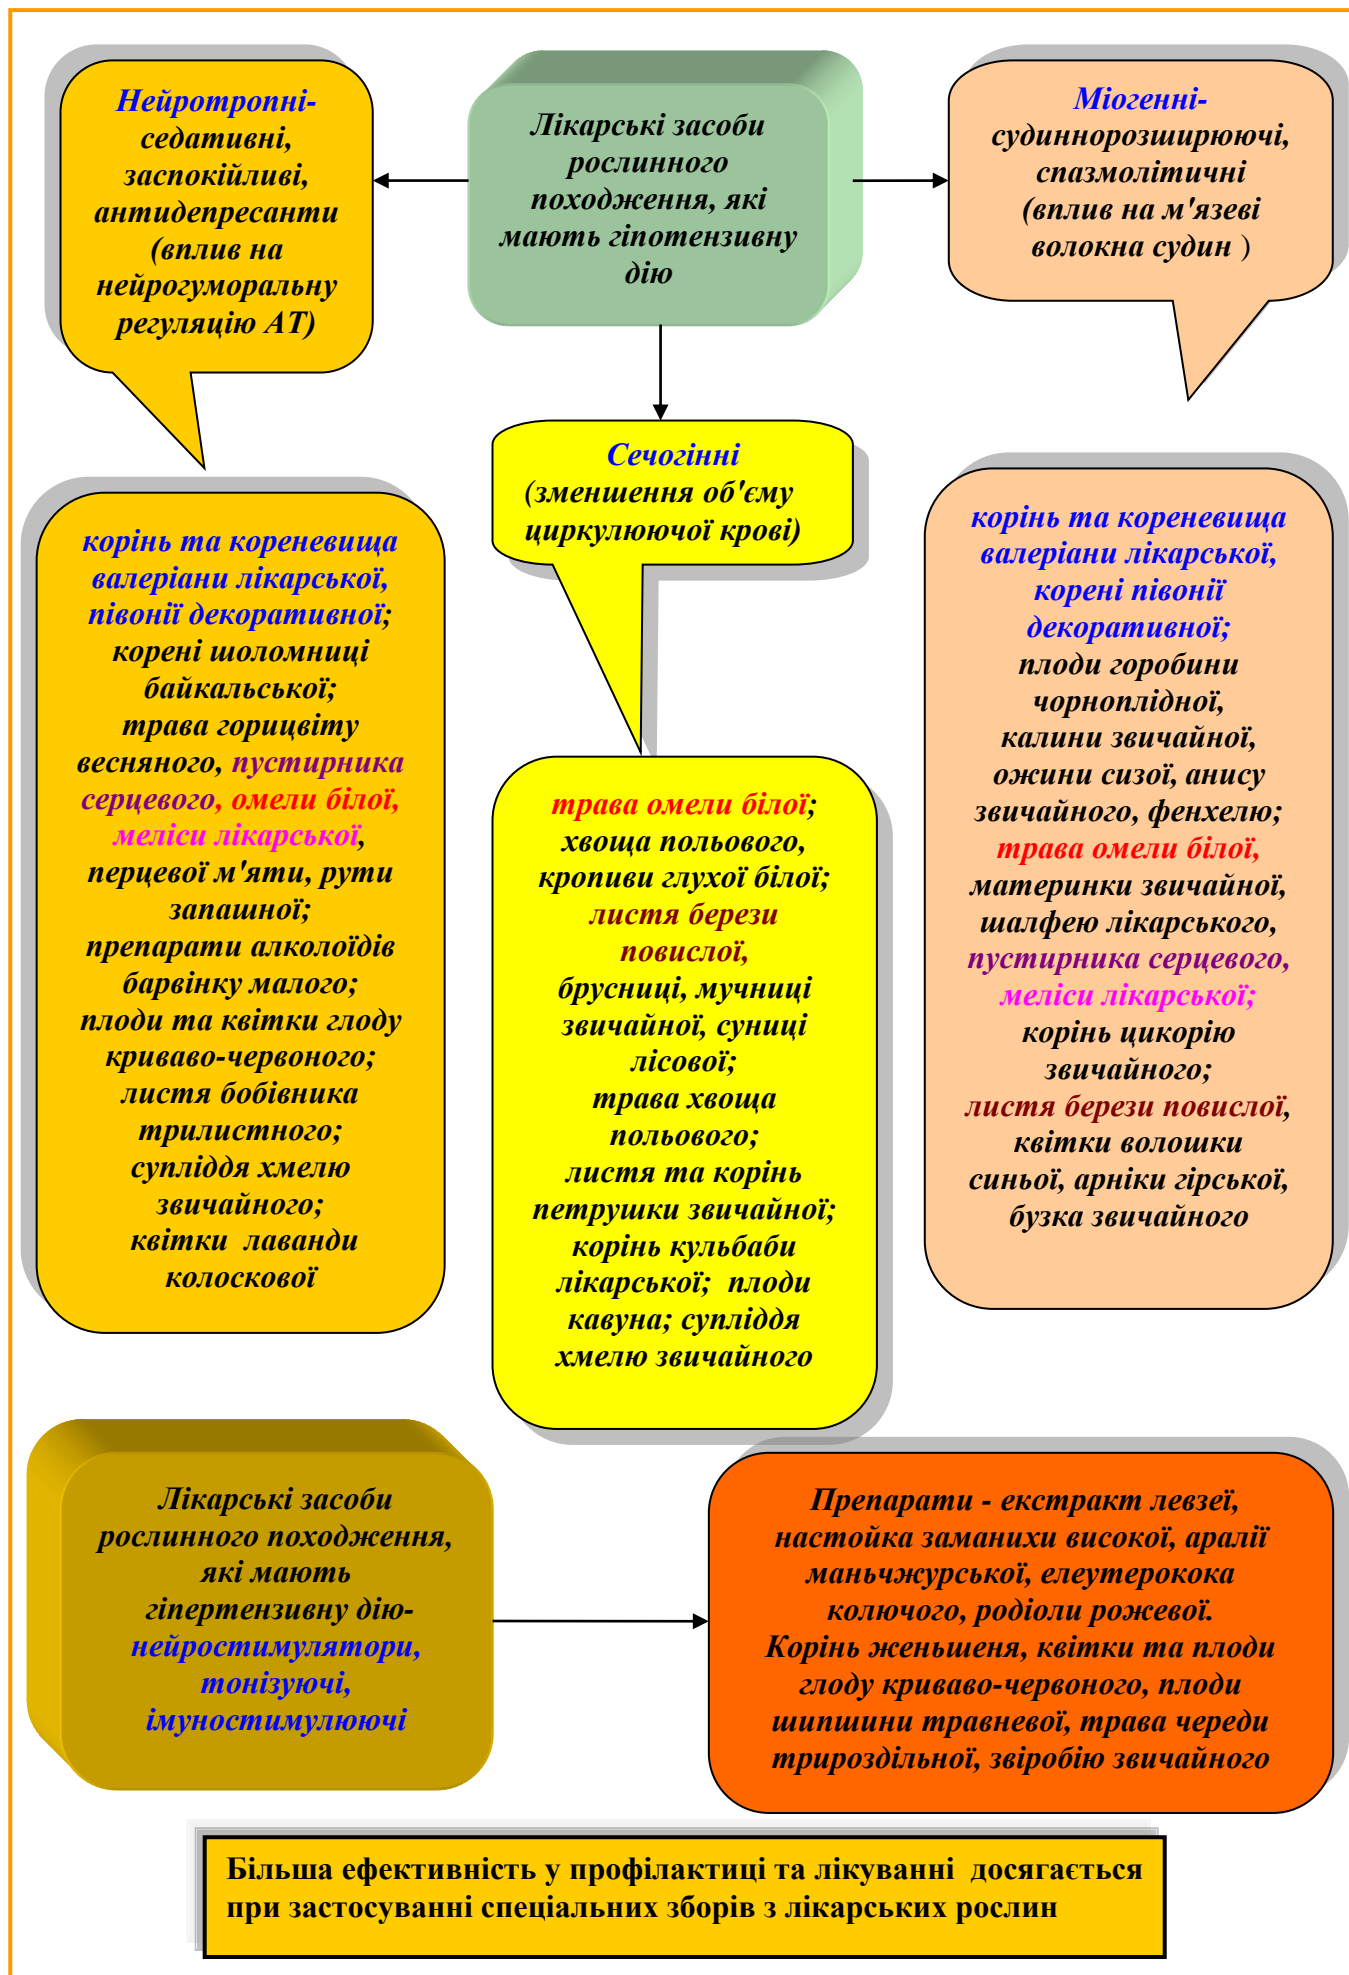 Нейротропні-
седативні,
заспокійливі,
антидепресанти
(вплив на
нейрогуморальну
регуляцію АТ)
Лікарські засоби
рослинного
походження, які
мають гіпотензивну
дію
Міогенні-
судиннорозширюючі,
спазмолітичні
(вплив на м'язеві
волокна судин )
Сечогінні
(зменшення об'єму
циркулюючої крові)
корінь та кореневища
валеріани лікарської,
півонії декоративної;
корені шоломниці
байкальської;
трава горицвіту
весняного, пустирника
серцевого, омели білої,
меліси лікарської,
перцевої м'яти, рути
запашної;
препарати алколоїдів
барвінку малого;
плоди та квітки глоду
криваво-червоного;
листя бобівника
трилистного;
супліддя хмелю
звичайного;
квітки лаванди
колоскової
трава омели білої;
хвоща польового,
кропиви глухої білої;
листя берези
повислої,
брусниці, мучниці
звичайної, суниці
лісової;
трава хвоща
польового;
листя та корінь
петрушки звичайної;
корінь кульбаби
лікарської; плоди
кавуна; супліддя
хмелю звичайного
корінь та кореневища
валеріани лікарської,
корені півонії
декоративної;
плоди горобини
чорноплідної,
калини звичайної,
ожини сизої, анису
звичайного, фенхелю;
трава омели білої,
материнки звичайної,
шалфею лікарського,
пустирника серцевого,
меліси лікарської;
корінь цикорію
звичайного;
листя берези повислої,
квітки волошки
синьої, арніки гірської,
бузка звичайного
Лікарські засоби
рослинного походження,
які мають
гіпертензивну дію-
нейростимулятори,
тонізуючі,
імуностимулюючі
Препарати - екстракт левзеї,
настойка заманихи високої, аралії
маньчжурської, елеутерокока
колючого, родіоли рожевої.
Корінь женьшеня, квітки та плоди
глоду криваво-червоного, плоди
шипшини травневої, трава череди
трироздільної, звіробію звичайного
Більша ефективність у профілактиці та лікуванні досягається
при застосуванні спеціальних зборів з лікарських рослин